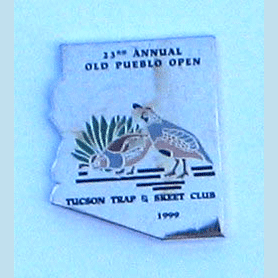 23RD ANNUAL
OLD PUEBLO OPEN
TUCSON TRAP & SKEET CLUB
1999